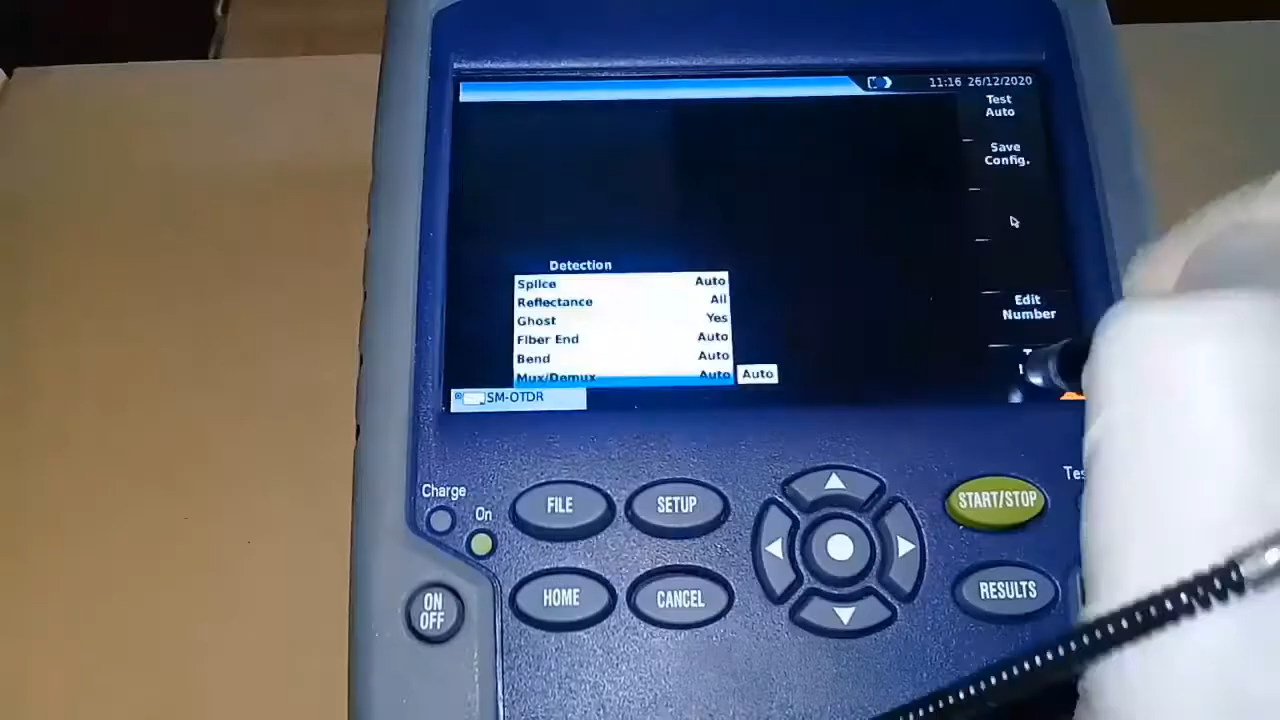 11:16 26/12/2020
Test
Auto
Save
Config.
Detection
Splice Auto
Reflectance All
Ghost Yes
Fiber End Auto
Bend Auto
Mux/Demux Auto Auto
Edit
Number
SM-OTDR
Charge
On
FILE
SETUP
START/STOP
ON
OFF
HOME
CANCEL
RESULTS